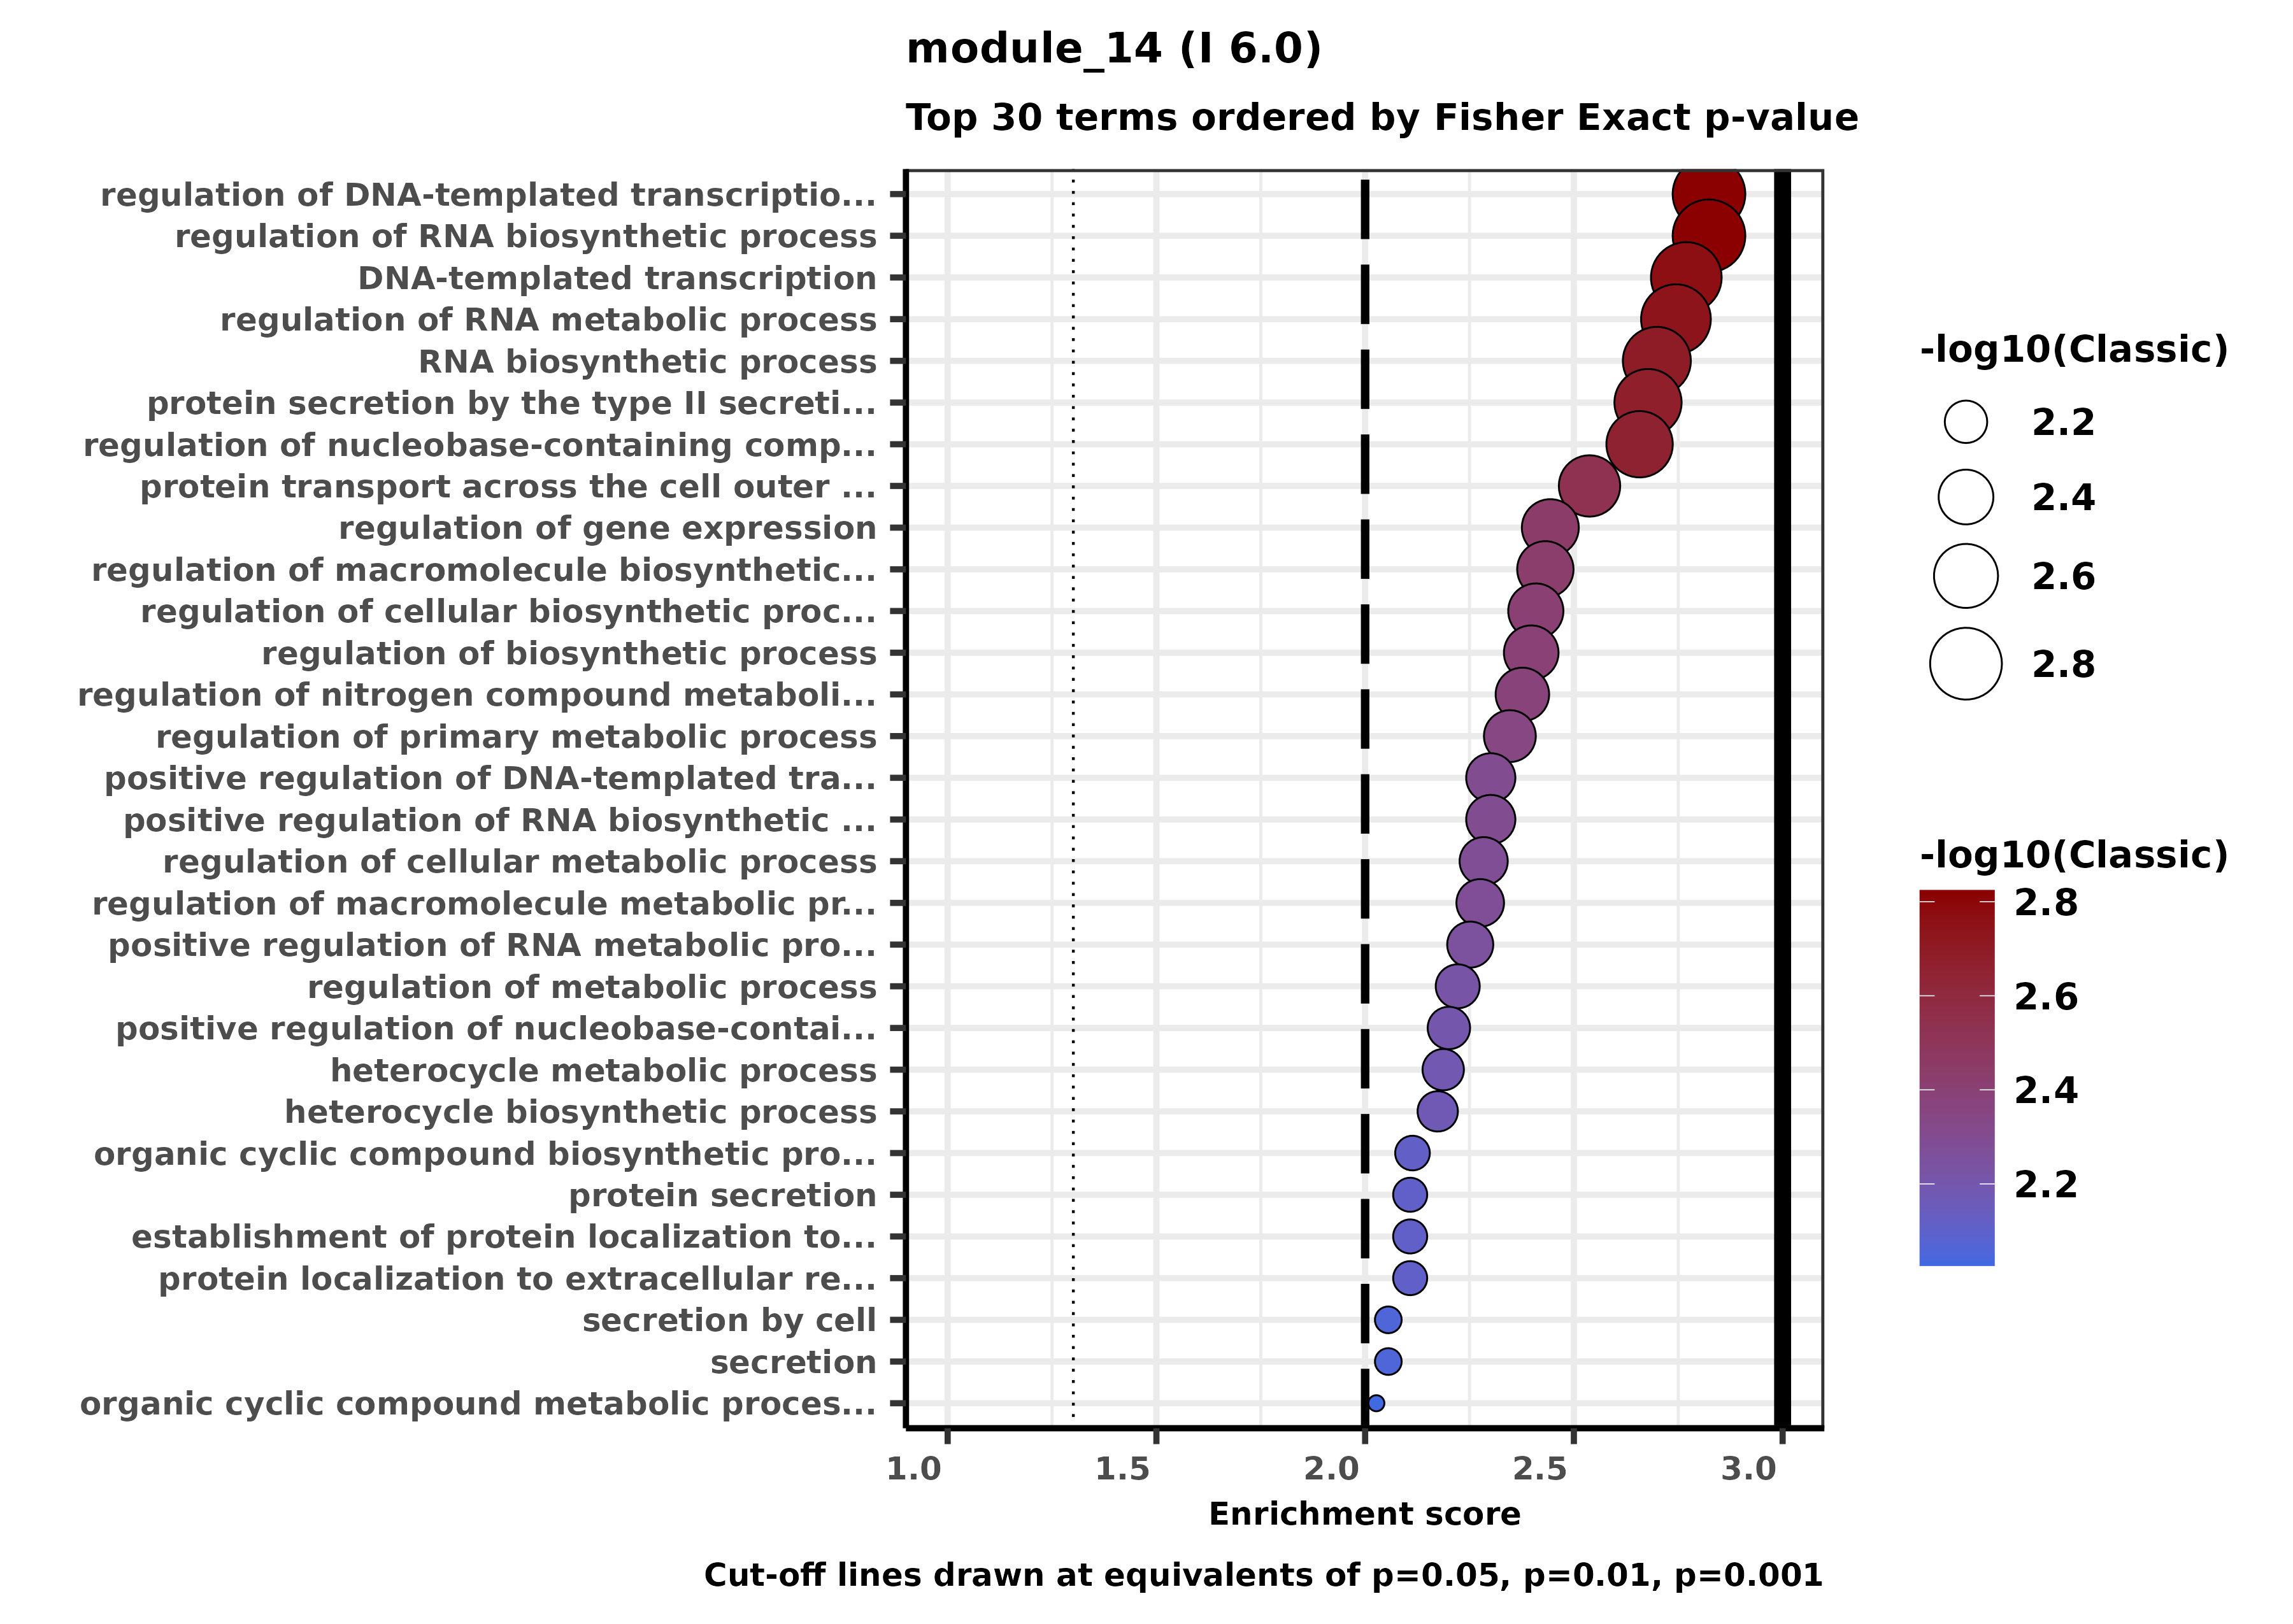 module_14 (I 6.0)
Top 30 terms ordered by Fisher Exact p-value
regulation of DNA-templated transcriptio...
regulation of RNA biosynthetic process
DNA-templated transcription
regulation of RNA metabolic process
RNA biosynthetic process
protein secretion by the type II secreti...
regulation of nucleobase-containing comp...
protein transport across the cell outer ...
regulation of gene expression
regulation of macromolecule biosynthetic...
regulation of cellular biosynthetic proc...
regulation of biosynthetic process
regulation of nitrogen compound metaboli...
regulation of primary metabolic process
positive regulation of DNA-templated tra...
positive regulation of RNA biosynthetic ...
regulation of cellular metabolic process
regulation of macromolecule metabolic pr...
positive regulation of RNA metabolic pro...
regulation of metabolic process
positive regulation of nucleobase-contai...
heterocycle metabolic process
heterocycle biosynthetic process
organic cyclic compound biosynthetic pro...
protein secretion
establishment of protein localization to...
protein localization to extracellular re...
secretion by cell
secretion
organic cyclic compound metabolic proces...
1.0 1.5 2.0 2.5 3.0
Enrichment score
Cut-off lines drawn at equivalents of p=0.05, p=0.01, p=0.001
-log10(Classic)
2.2
2.4
2.6
2.8
-log10(Classic)
2.8
2.6
2.4
2.2